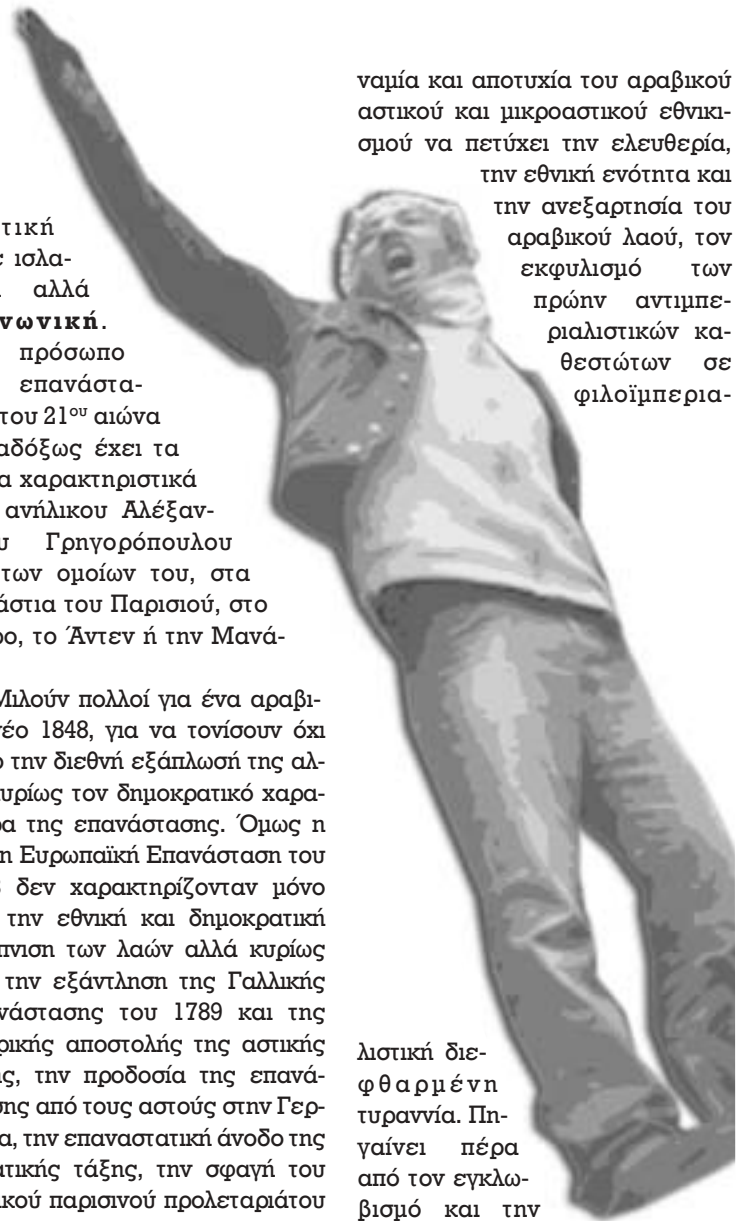 τική
ε ισλα-
αλλά
νωνική.
πρόσωπο
επανάστα-
του 21ου αιώνα
αδόξως έχει τα
α χαρακτηριστικά
ανήλικου Αλέξαν-
υ Γρηγορόπουλου
των ομοίων του, στα
άστια του Παρισιού, στο
ρο, το Άντεν ή την Μανά-
Μιλούν πολλοί για ένα αραβι-
νέο 1848, για να τονίσουν όχι
ο την διεθνή εξάπλωσή της αλ-
κυρίως τον δημοκρατικό χαρα-
ρα της επανάστασης. Όμως η
η Ευρωπαϊκή Επανάσταση του
δεν χαρακτηρίζονταν μόνο
την εθνική και δημοκρατική
πνιση των λαών αλλά κυρίως
την εξάντληση της Γαλλικής
νάστασης του 1789 και της
ρικής αποστολής της αστικής
ης, την προδοσία της επανά-
σης από τους αστούς στην Γερ-
α, την επαναστατική άνοδο της
ατικής τάξης, την σφαγή του
ικού παρισινού προλεταριάτου
ναμία και αποτυχία του αραβικού
αστικού και μικροαστικού εθνικι-
σμού να πετύχει την ελευθερία,
την εθνική ενότητα και
την ανεξαρτησία του
αραβικού λαού, τον
εκφυλισμό των
πρώην αντιμπε-
ριαλιστικών κα-
θεστώτων σε
φιλοϊμπερια-
λιστική διε-
φθαρμένη
τυραννία. Πη-
γαίνει πέρα
από τον εγκλω-
βισμό και την